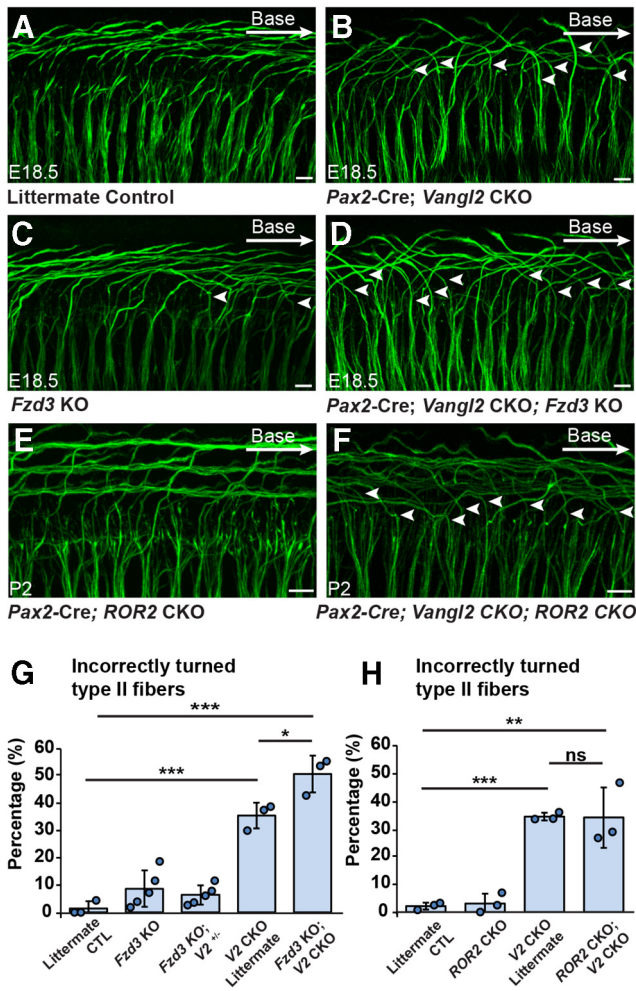 A
Base
E18.5
Littermate Control
B
Base
E18.5
Pax2-Cre; Vangl2 CKO
C
Base
E18.5
Fzd3 KO
D
Base
E18.5
Pax2-Cre; Vangl2 CKO; Fzd3 KO
E
Base
P2
Pax2-Cre; ROR2 CKO
F
Base
P2
Pax2-Cre; Vangl2 CKO; ROR2 CKO
G
Incorrectly turned
type II fibers
Percentage (%)
60
50
40
30
20
10
0
***
***
*
Littermate
CTL
Fzd3 KO
Fzd3 KO;
V2 +/-
V2 CKO
Littermate
Fzd3 KO;
V2 CKO
H
Incorrectly turned
type II fibers
Percentage (%)
60
50
40
30
20
10
0
**
***
ns
Littermate
CTL
ROR2 CKO
V2 CKO
Littermate
ROR2 CKO;
V2 CKO